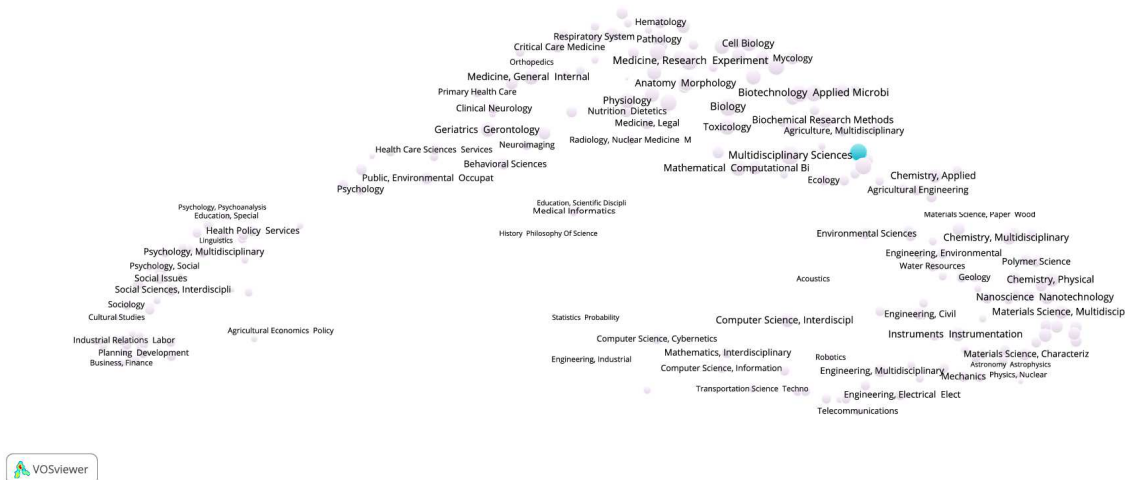 Hematology
Respiratory System
Pathology
Cell Biology
Critical Care Medicine
Medicine, Research Experiment
Mycology
Orthopedics
Medicine, General Internal
Anatomy Morphology
Primary Health Care
Biotechnology Applied Microbi
Physiology
Clinical Neurology
Nutrition Dietetics
Biology
Medicine, Legal
Biochemical Research Methods
Geriatrics Gerontology
Toxicology
Agriculture, Multidisciplinary
Radiology, Nuclear Medicine M
Neuroimaging
Health Care Sciences Services
Multidisciplinary Sciences
Behavioral Sciences
Mathematical Computational Bi
Public, Environmental Occupat
Ecology
Chemistry, Applied
Psychology
Agricultural Engineering
Education, Scientific Discipli
Psychology, Psychoanalysis
Medical Informatics
Education, Special
Materials Science, Paper Wood
Health Policy Services
History Philosophy Of Science
Environmental Sciences
Linguistics
Chemistry, Multidisciplinary
Psychology, Multidisciplinary
Engineering, Environmental
Polymer Science
Psychology, Social
Water Resources
Social Issues
Acoustics
Geology
Chemistry, Physical
Social Sciences, Interdiscipli
Nanoscience Nanotechnology
Sociology
Materials Science, Multidiscip
Cultural Studies
Statistics Probability
Engineering, Civil
Computer Science, Interdiscipl
Agricultural Economics Policy
Instruments Instrumentation
Industrial Relations Labor
Computer Science, Cybernetics
Planning Development
Mathematics, Interdisciplinary
Materials Science, Characteriz
Business, Finance
Engineering, Industrial
Robotics
Astronomy Astrophysics
Computer Science, Information
Engineering, Multidisciplinary
Mechanics
Physics, Nuclear
Transportation Science Techno
Engineering, Electrical Elect
Telecommunications
VOSviewer